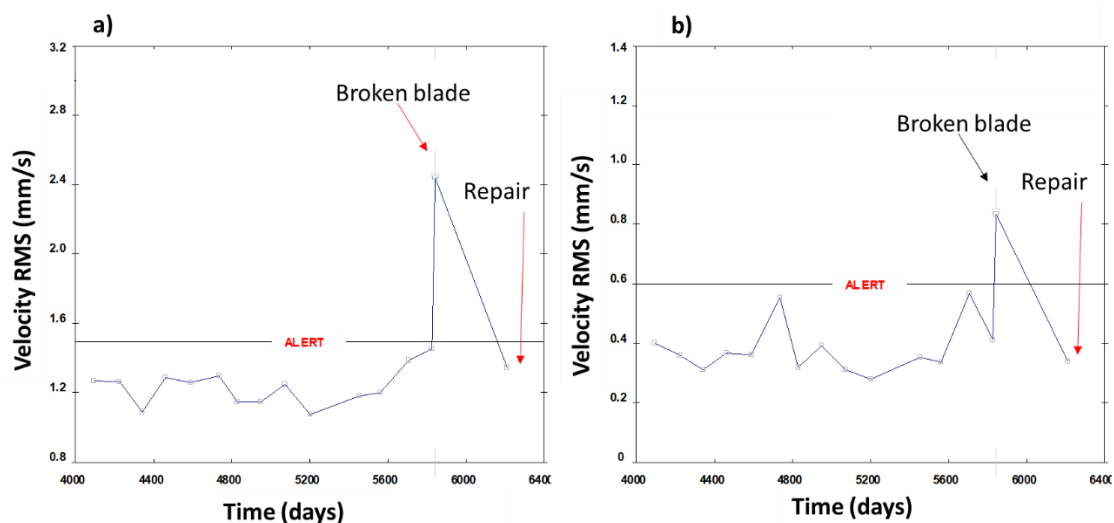 a)
3.2
2.8
2.4
2.0
1.6
1.2
0.8
Velocity RMS (mm/s)
Broken blade
Repair
ALERT
4000 4400 4800 5200 5600 6000 6400
Time (days)
b)
1.4
1.2
1.0
0.8
0.6
0.4
0.2
0
Velocity RMS (mm/s)
Broken blade
Repair
ALERT
4000 4400 4800 5200 5600 6000 640
Time (days)